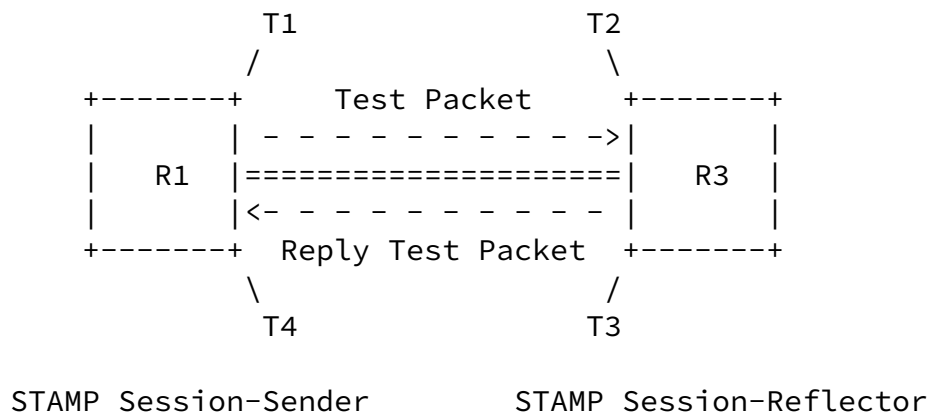 T1 T2
Test Packet
R1 R3
Reply Test Packet
T4 T3
STAMP Session-Sender STAMP Session-Reflector